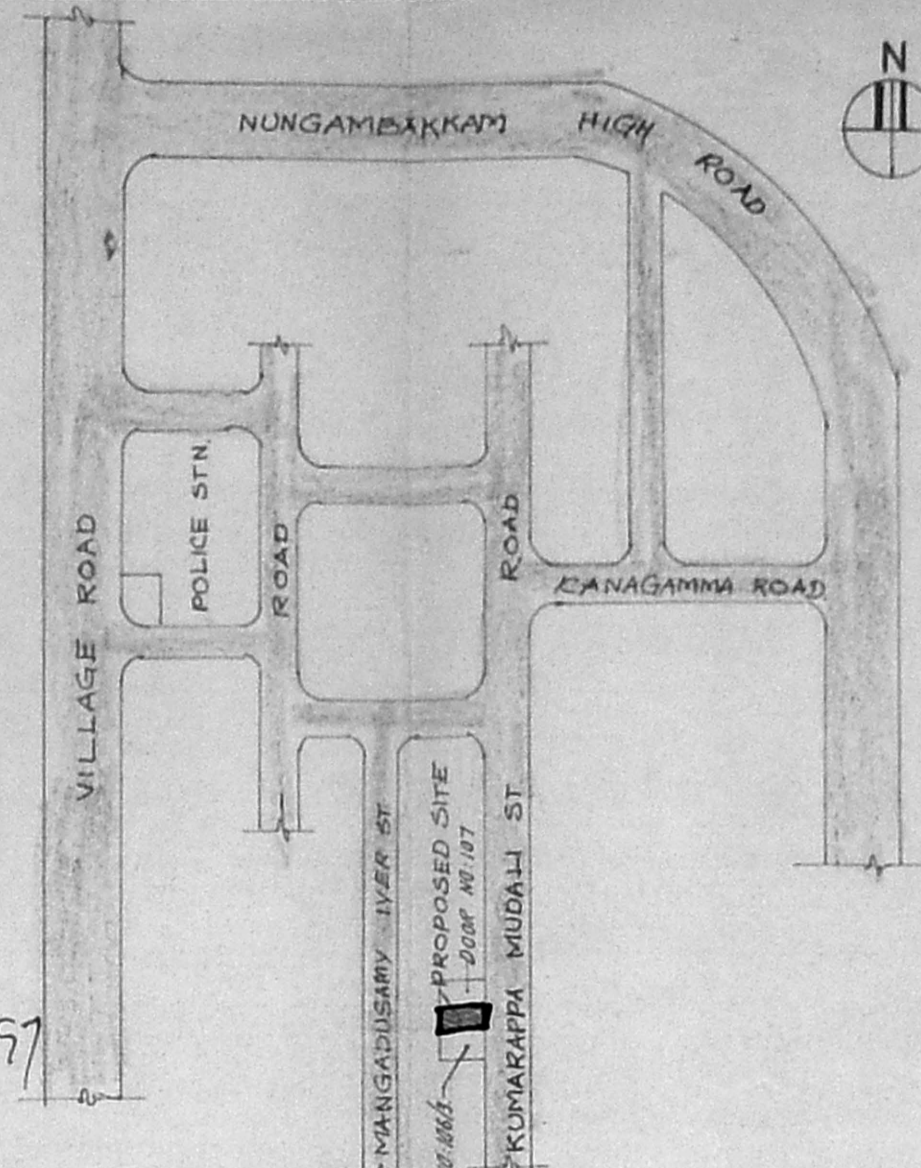 N
NUNGAMBAKKAM HIGH ROAD
POLICE STN.
VILLAGE ROAD
ROAD
ROAD
KANAGAMMA ROAD
MANGADUSAMY IYER ST
PROPOSED SITE
DOOR NO:107
KUMARAPPA MUDALI ST